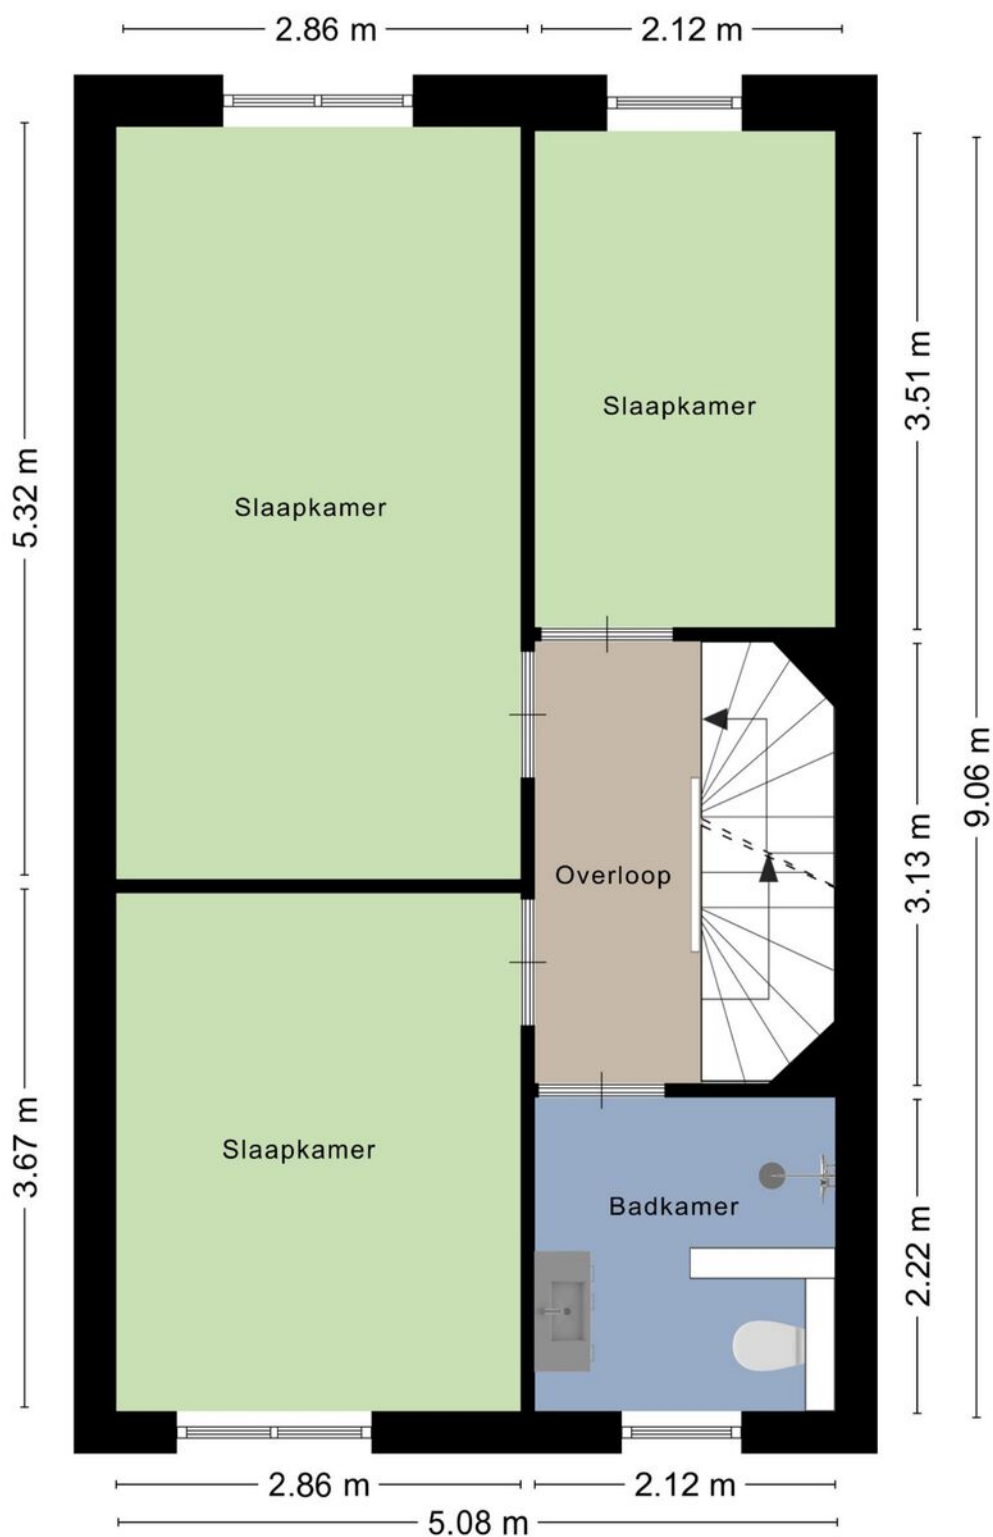 2.86 m
2.12 m
5.32 m
3.51 m
Slaapkamer
Slaapkamer
9.06 m
3.13 m
Overloop
3.67 m
Slaapkamer
Badkamer
2.22 m
2.86 m
2.12 m
5.08 m